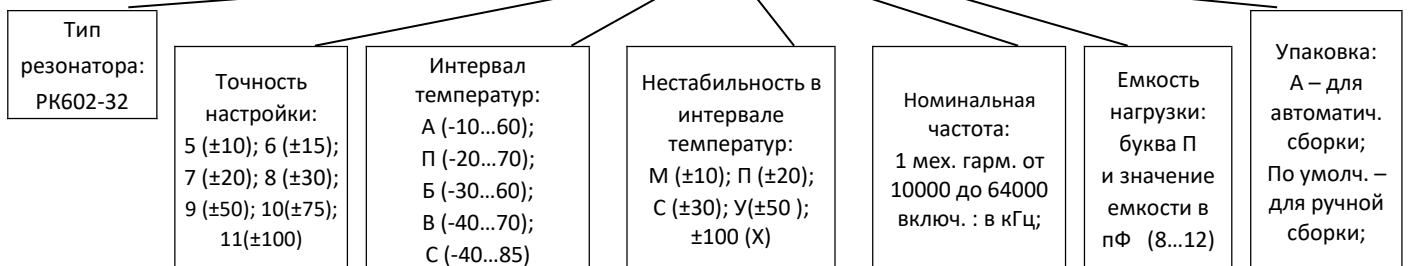 Тип
резонатора:
РК602-32
Точность
настройки:
5 (±10); 6 (±15);
7 (±20); 8 (±30);
9 (±50); 10(±75);
11(±100)
Интервал
температур:
А (-10...60);
П (-20...70);
Б (-30...60);
В (-40...70);
С (-40...85)
Нестабильность в
интервале
температур:
М (±10); П (±20);
С (±30); У(±50 );
±100 (Х)
Номинальная
частота:
1 мех. гарм. от
10000 до 64000
включ. : в кГц;
Емкость
нагрузки:
буква П
и значение
емкости в
пФ (8...12)
Упаковка:
А – для
автоматич.
сборки;
По умолч. –
для ручной
сборки;